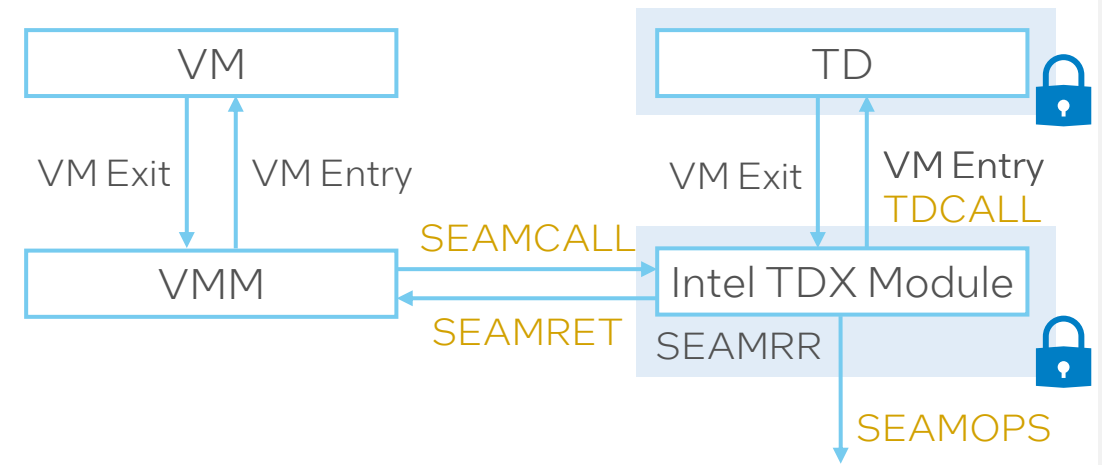 VM
TD
VM Exit
VM Entry
VM Exit
VM Entry
TDCALL
SEAMCALL
VMM
Intel TDX Module
SEAMRET
SEAMRR
SEAMOPS